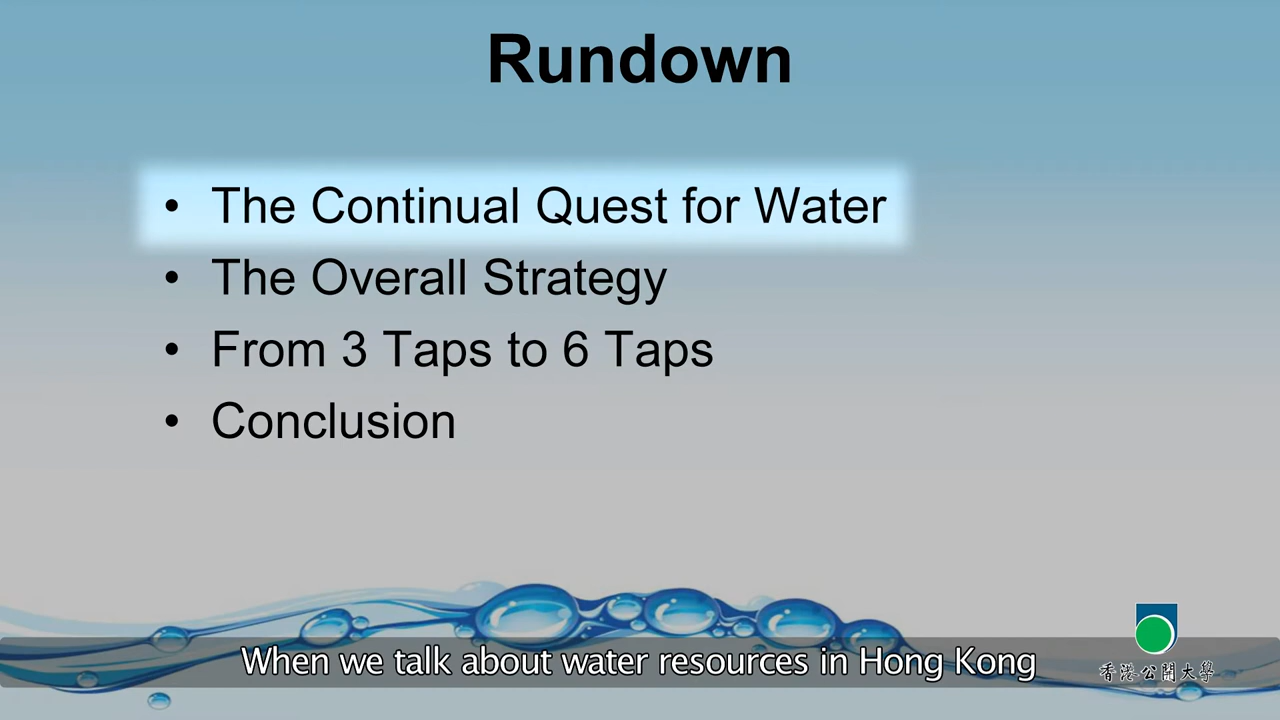 Rundown
• The Continual Quest for Water
• The Overall Strategy
• From 3 Taps to 6 Taps
• Conclusion
When we talk about water resources in Hong Kong
香港公開大學